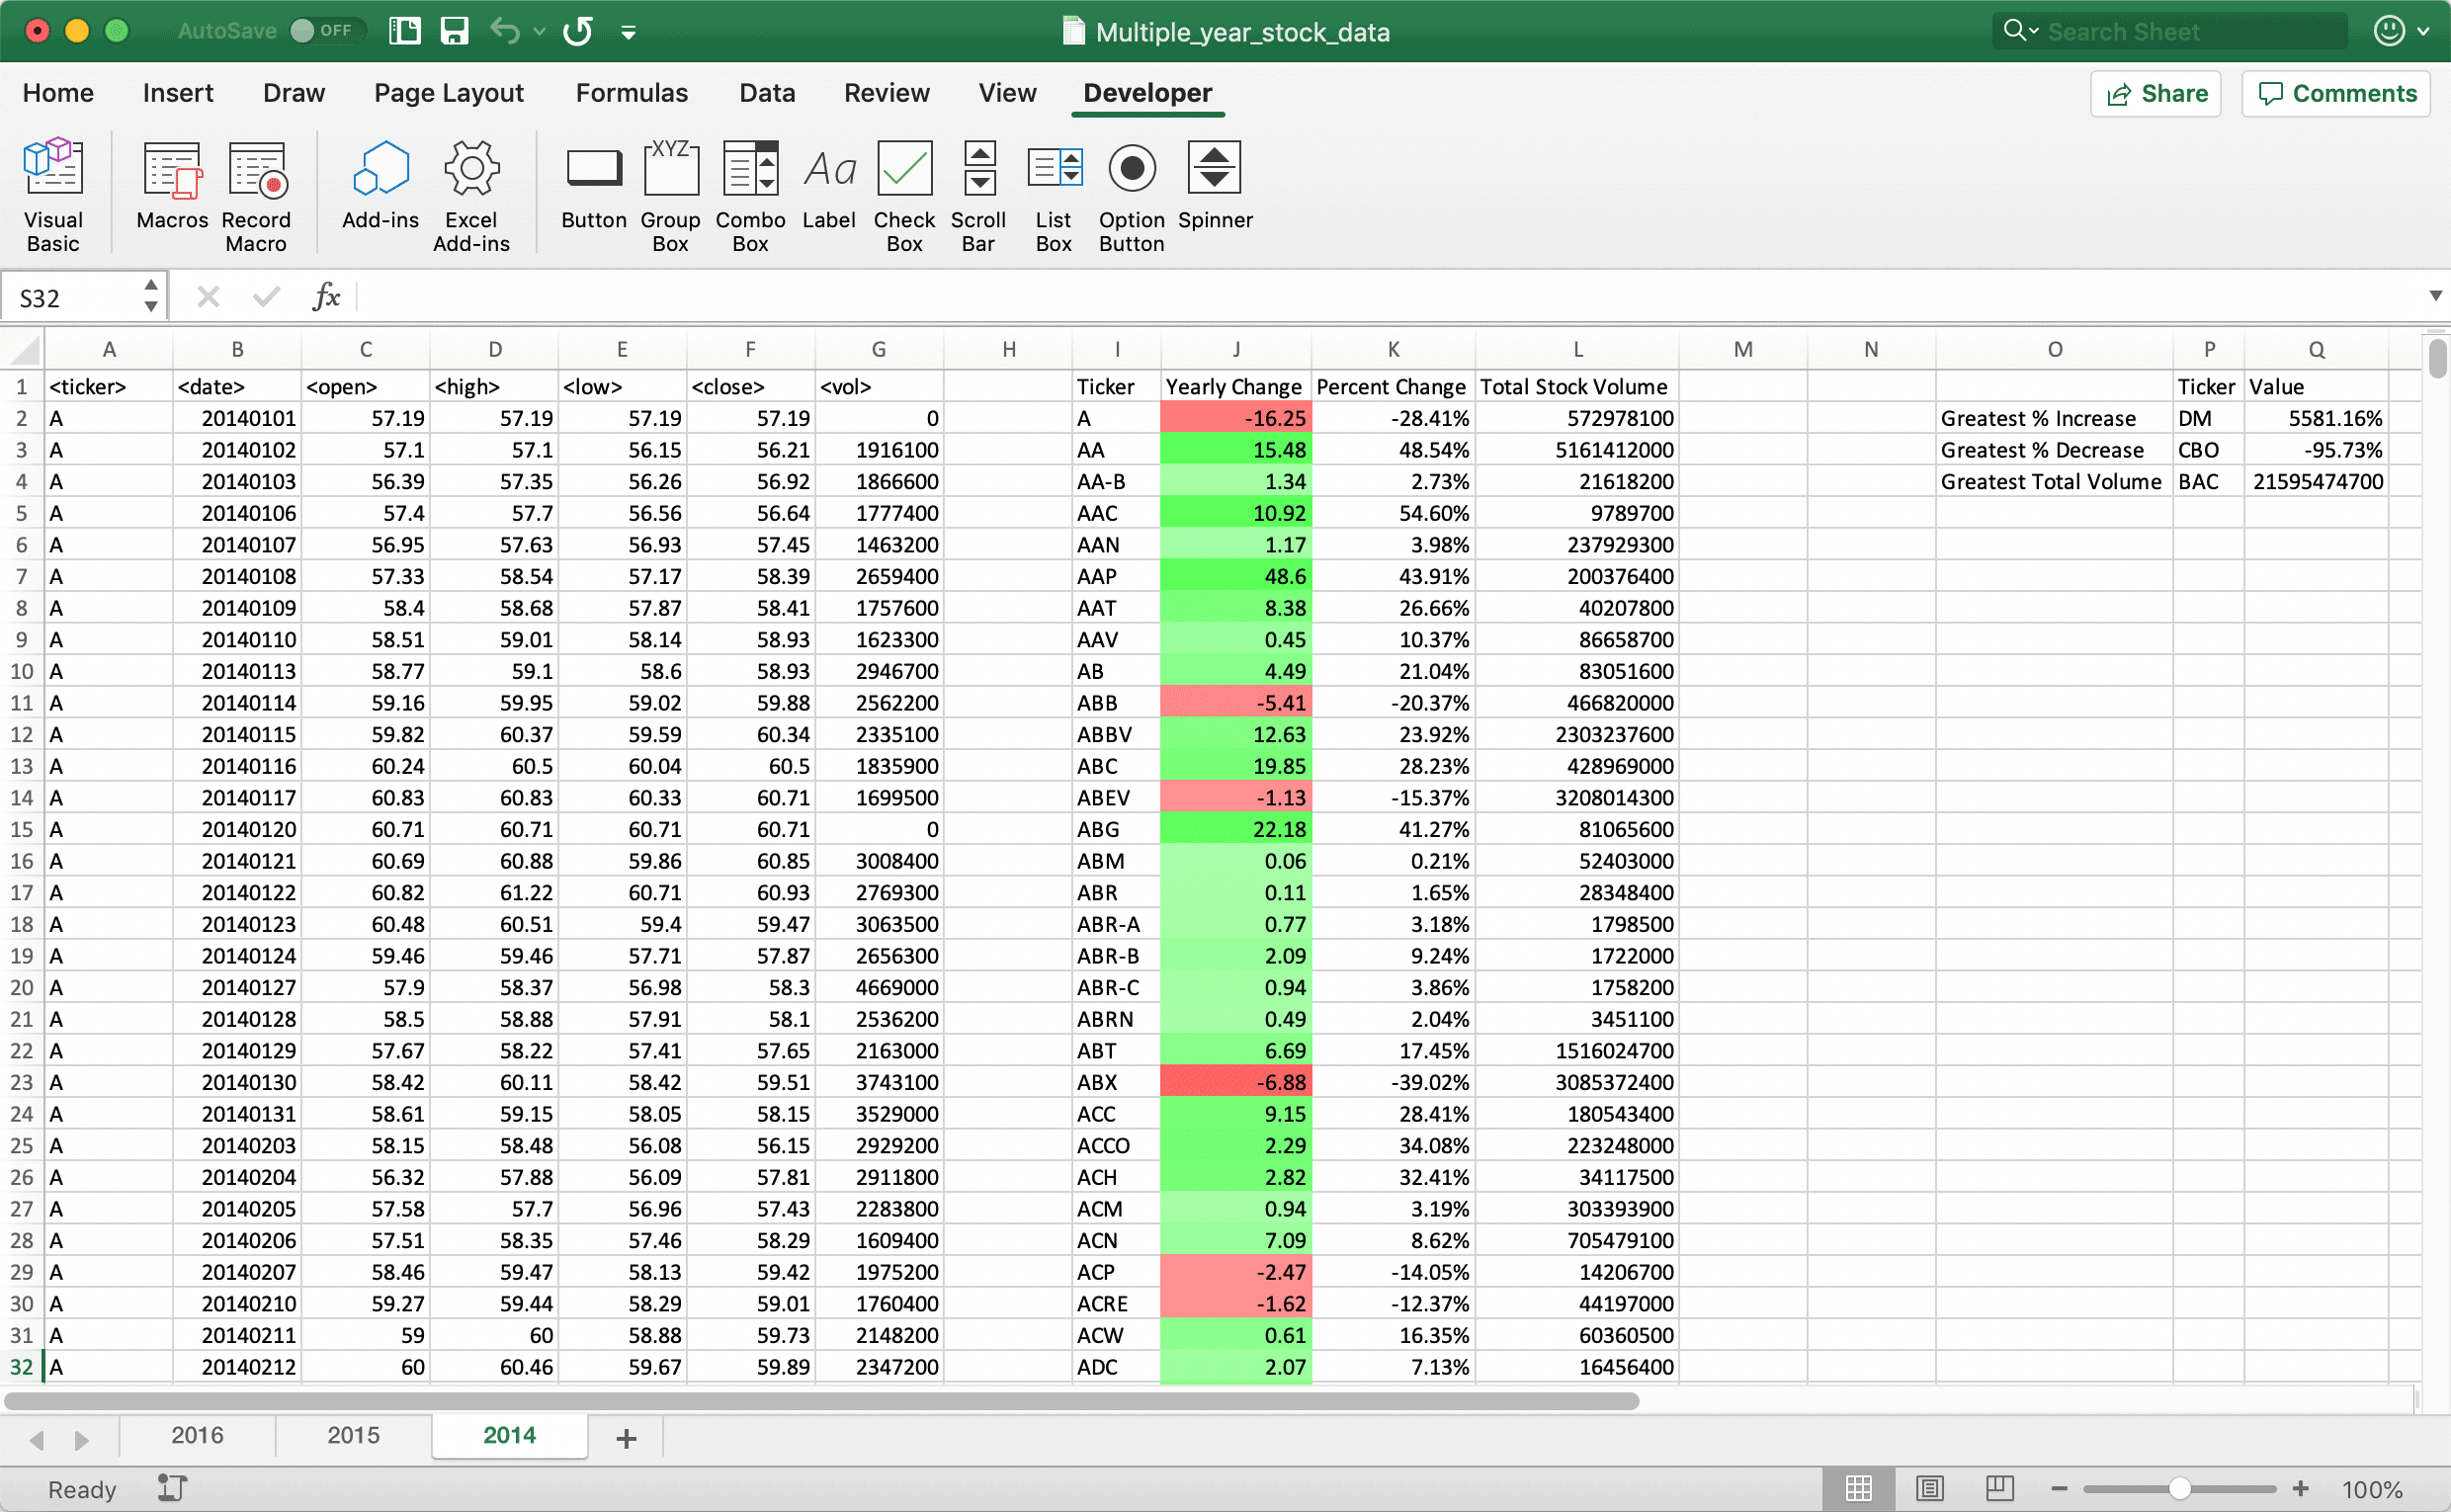 AutoSave OFF Multiple_year_stock_data Search Sheet
Home Insert Draw Page Layout Formulas Data Review View Developer Share Comments
XYZ Aa
Visual Basic Macros Record Macro Add-ins Excel Add-ins Button Group Box Combo Box Label Check Box Scroll Bar List Box Option Button Spinner
S32 fx
A B C D E F G H I J K L M N O P Q
1 <ticker> <date> <open> <high> <low> <close> <vol> Ticker Yearly Change Percent Change Total Stock Volume Ticker Value
2 A 20140101 57.19 57.19 57.19 57.19 0 A -16.25 -28.41% 572978100 Greatest % Increase DM 5581.16%
3 A 20140102 57.1 57.1 56.15 56.21 1916100 AA 15.48 48.54% 5161412000 Greatest % Decrease CBO -95.73%
4 A 20140103 56.39 57.35 56.26 56.92 1866600 AA-B 1.34 2.73% 21618200 Greatest Total Volume BAC 21595474700
5 A 20140106 57.4 57.7 56.56 56.64 1777400 AAC 10.92 54.60% 9789700
6 A 20140107 56.95 57.63 56.93 57.45 1463200 AAN 1.17 3.98% 237929300
7 A 20140108 57.33 58.54 57.17 58.39 2659400 AAP 48.6 43.91% 200376400
8 A 20140109 58.4 58.68 57.87 58.41 1757600 AAT 8.38 26.66% 40207800
9 A 20140110 58.51 59.01 58.14 58.93 1623300 AAV 0.45 10.37% 86658700
10 A 20140113 58.77 59.1 58.6 58.93 2946700 AB 4.49 21.04% 83051600
11 A 20140114 59.16 59.95 59.02 59.88 2562200 ABB -5.41 -20.37% 466820000
12 A 20140115 59.82 60.37 59.59 60.34 2335100 ABBV 12.63 23.92% 2303237600
13 A 20140116 60.24 60.5 60.04 60.5 1835900 ABC 19.85 28.23% 428969000
14 A 20140117 60.83 60.83 60.33 60.71 1699500 ABEV -1.13 -15.37% 3208014300
15 A 20140120 60.71 60.71 60.71 60.71 0 ABG 22.18 41.27% 81065600
16 A 20140121 60.69 60.88 59.86 60.85 3008400 ABM 0.06 0.21% 52403000
17 A 20140122 60.82 61.22 60.71 60.93 2769300 ABR 0.11 1.65% 28348400
18 A 20140123 60.48 60.51 59.4 59.47 3063500 ABR-A 0.77 3.18% 1798500
19 A 20140124 59.46 59.46 57.71 57.87 2656300 ABR-B 2.09 9.24% 1722000
20 A 20140127 57.9 58.37 56.98 58.3 4669000 ABR-C 0.94 3.86% 1758200
21 A 20140128 58.5 58.88 57.91 58.1 2536200 ABRN 0.49 2.04% 3451100
22 A 20140129 57.67 58.22 57.41 57.65 2163000 ABT 6.69 17.45% 1516024700
23 A 20140130 58.42 60.11 58.42 59.51 3743100 ABX -6.88 -39.02% 3085372400
24 A 20140131 58.61 59.15 58.05 58.15 3529000 ACC 9.15 28.41% 180543400
25 A 20140203 58.15 58.48 56.08 56.15 2929200 ACCO 2.29 34.08% 223248000
26 A 20140204 56.32 57.88 56.09 57.81 2911800 ACH 2.82 32.41% 34117500
27 A 20140205 57.58 57.7 56.96 57.43 2283800 ACM 0.94 3.19% 303393900
28 A 20140206 57.51 58.35 57.46 58.29 1609400 ACN 7.09 8.62% 705479100
29 A 20140207 58.46 59.47 58.13 59.42 1975200 ACP -2.47 -14.05% 14206700
30 A 20140210 59.27 59.44 58.29 59.01 1760400 ACRE -1.62 -12.37% 44197000
31 A 20140211 59 60 58.88 59.73 2148200 ACW 0.61 16.35% 60360500
32 A 20140212 60 60.46 59.67 59.89 2347200 ADC 2.07 7.13% 16456400
2016 2015 2014 +
Ready 100%